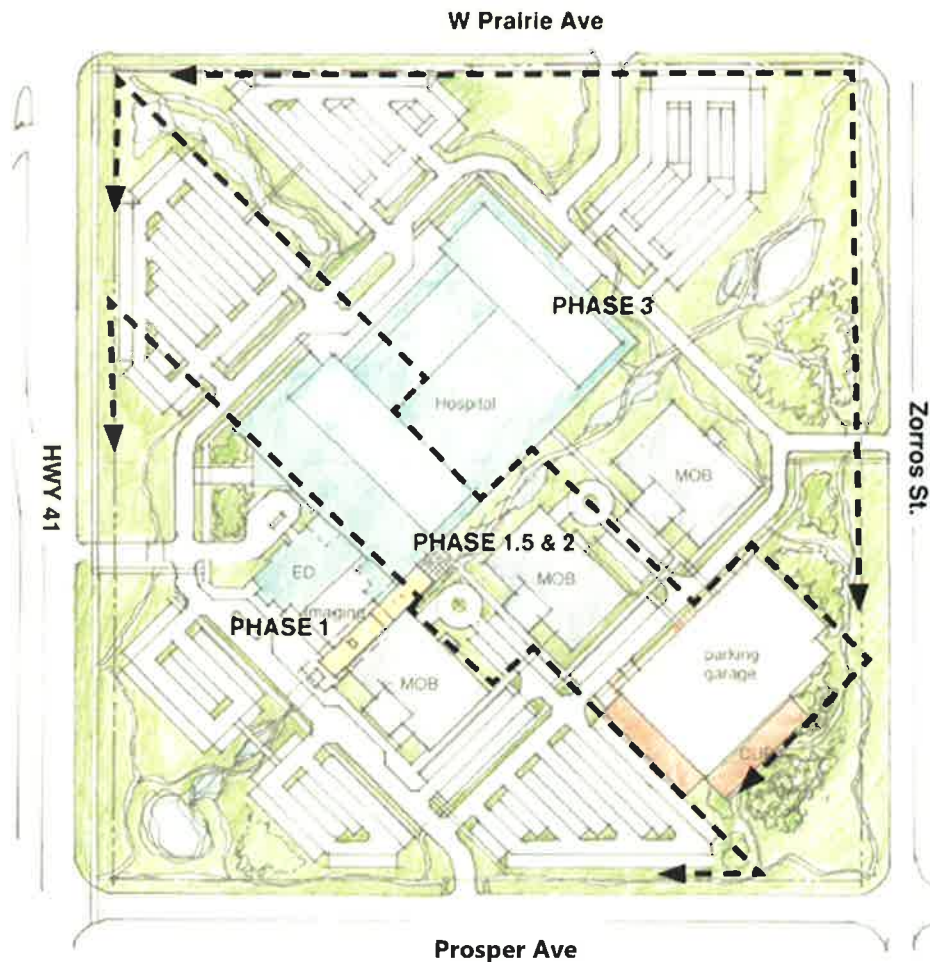 W Prairie Ave
PHASE 3
Hospital
Zorros St.
HWY 41
MOB
PHASE 1.5 & 2
ED
MOB
Imaging
PHASE 1
MOB
parking
garage
Prosper Ave